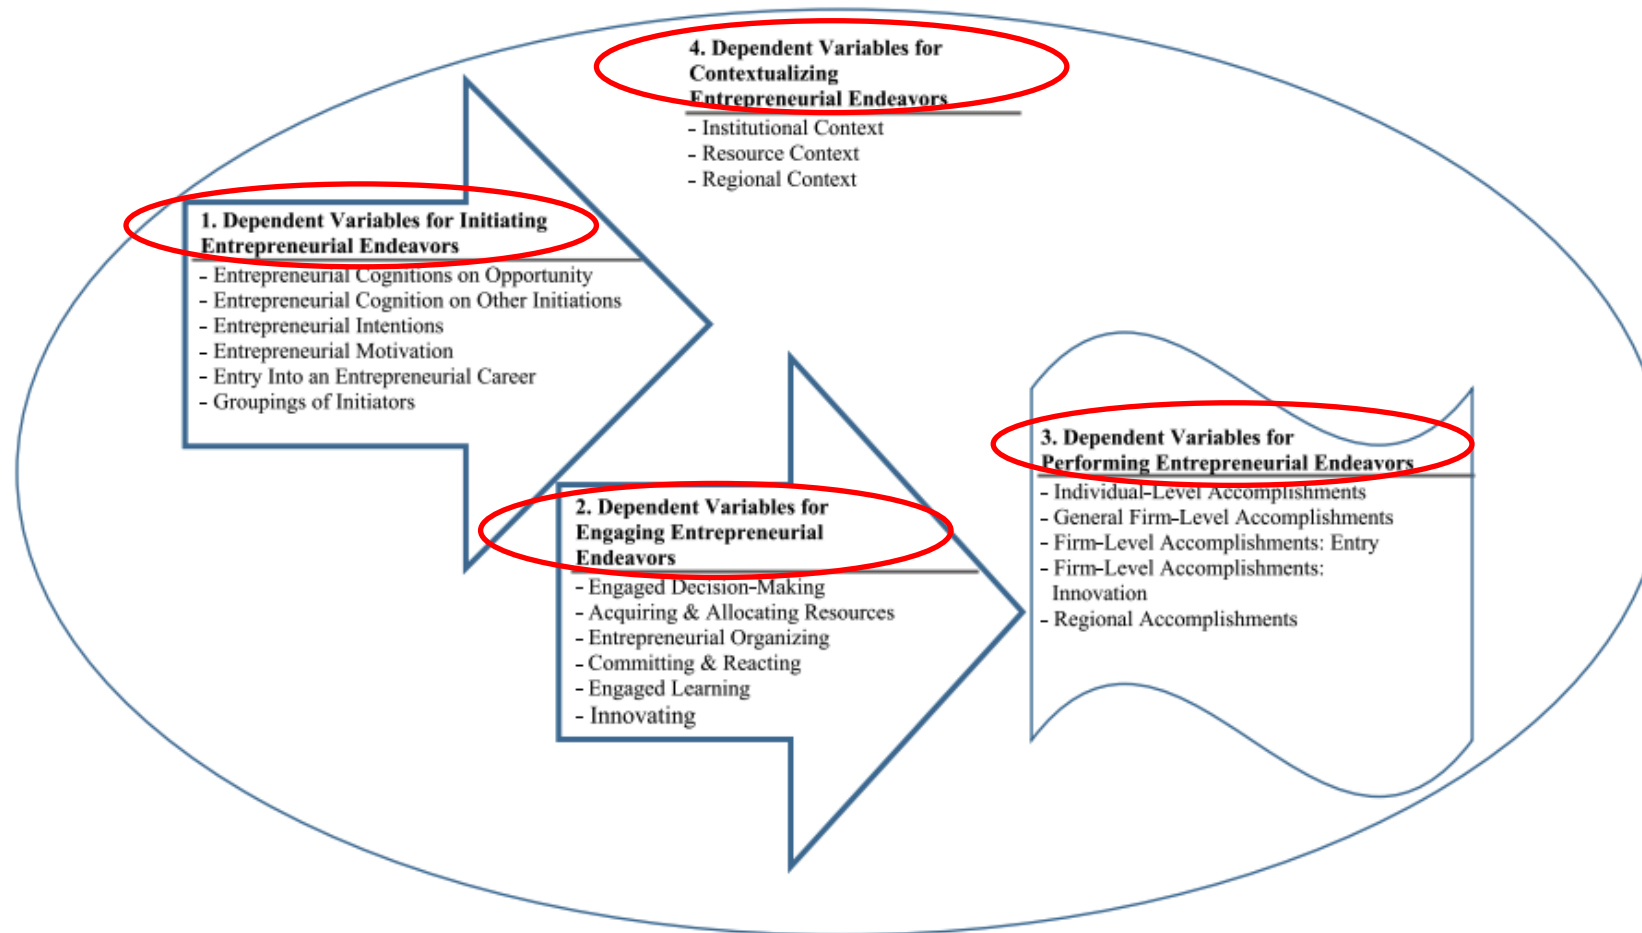 4. Dependent Variables for
Contextualizing
Entrepreneurial Endeavors
- Institutional Context
- Resource Context
- Regional Context
1. Dependent Variables for Initiating
Entrepreneurial Endeavors
- Entrepreneurial Cognitions on Opportunity
- Entrepreneurial Cognition on Other Initiations
- Entrepreneurial Intentions
- Entrepreneurial Motivation
- Entry Into an Entrepreneurial Career
- Groupings of Initiators
2. Dependent Variables for
Engaging Entrepreneurial
Endeavors
- Engaged Decision-Making
- Acquiring & Allocating Resources
- Entrepreneurial Organizing
- Committing & Reacting
- Engaged Learning
- Innovating
3. Dependent Variables for
Performing Entrepreneurial Endeavors
- Individual-Level Accomplishments
- General Firm-Level Accomplishments
- Firm-Level Accomplishments: Entry
- Firm-Level Accomplishments:
Innovation
- Regional Accomplishments